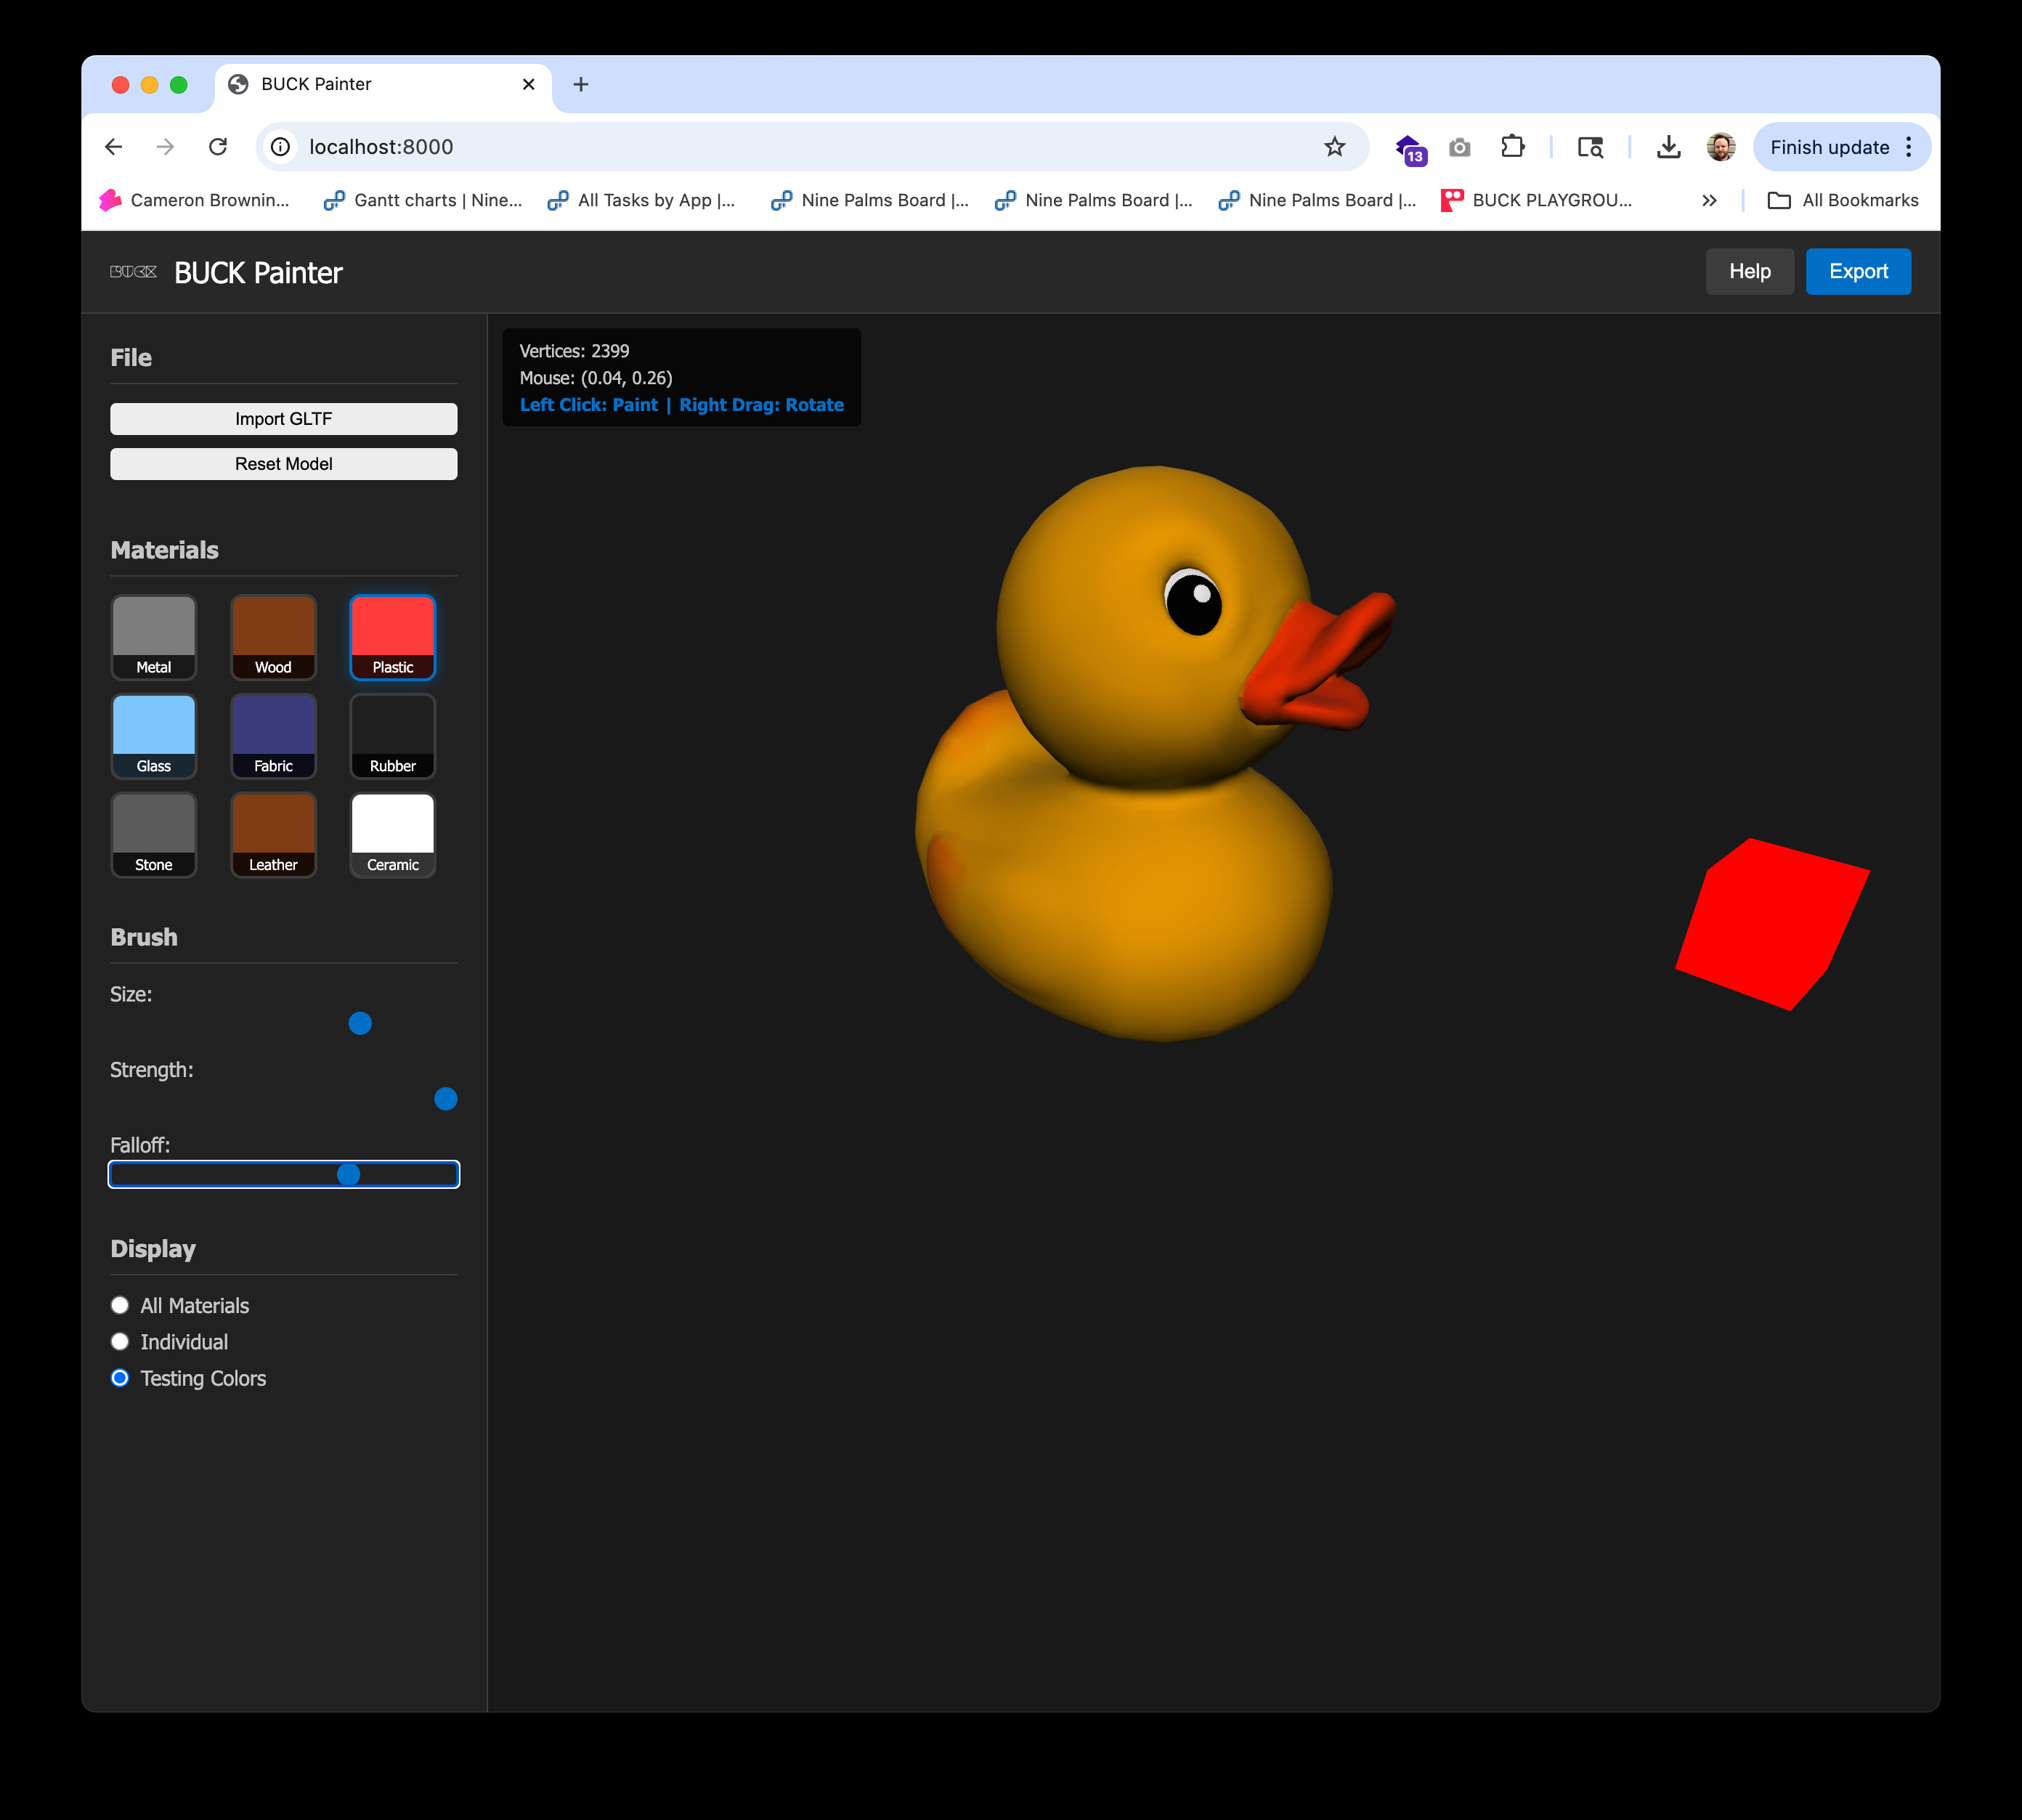 BUCK Painter
localhost:8000
13
Finish update
Cameron Brownin...
Gantt charts | Nine...
All Tasks by App |...
Nine Palms Board |...
Nine Palms Board |...
Nine Palms Board |...
BUCK PLAYGROU...
All Bookmarks
BUCK
BUCK Painter
Help
Export
File
Import GLTF
Reset Model
Materials
Metal
Wood
Plastic
Glass
Fabric
Rubber
Stone
Leather
Ceramic
Brush
Size:
Strength:
Falloff:
Display
All Materials
Individual
Testing Colors
Vertices: 2399
Mouse: (0.04, 0.26)
Left Click: Paint | Right Drag: Rotate